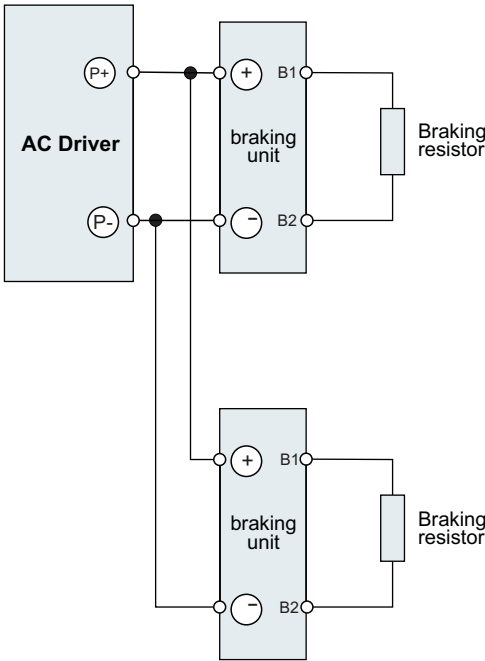 P+
AC Driver
P-
+
B1
braking
unit
-
B2
Braking
resistor
+
B1
braking
unit
-
B2
Braking
resistor